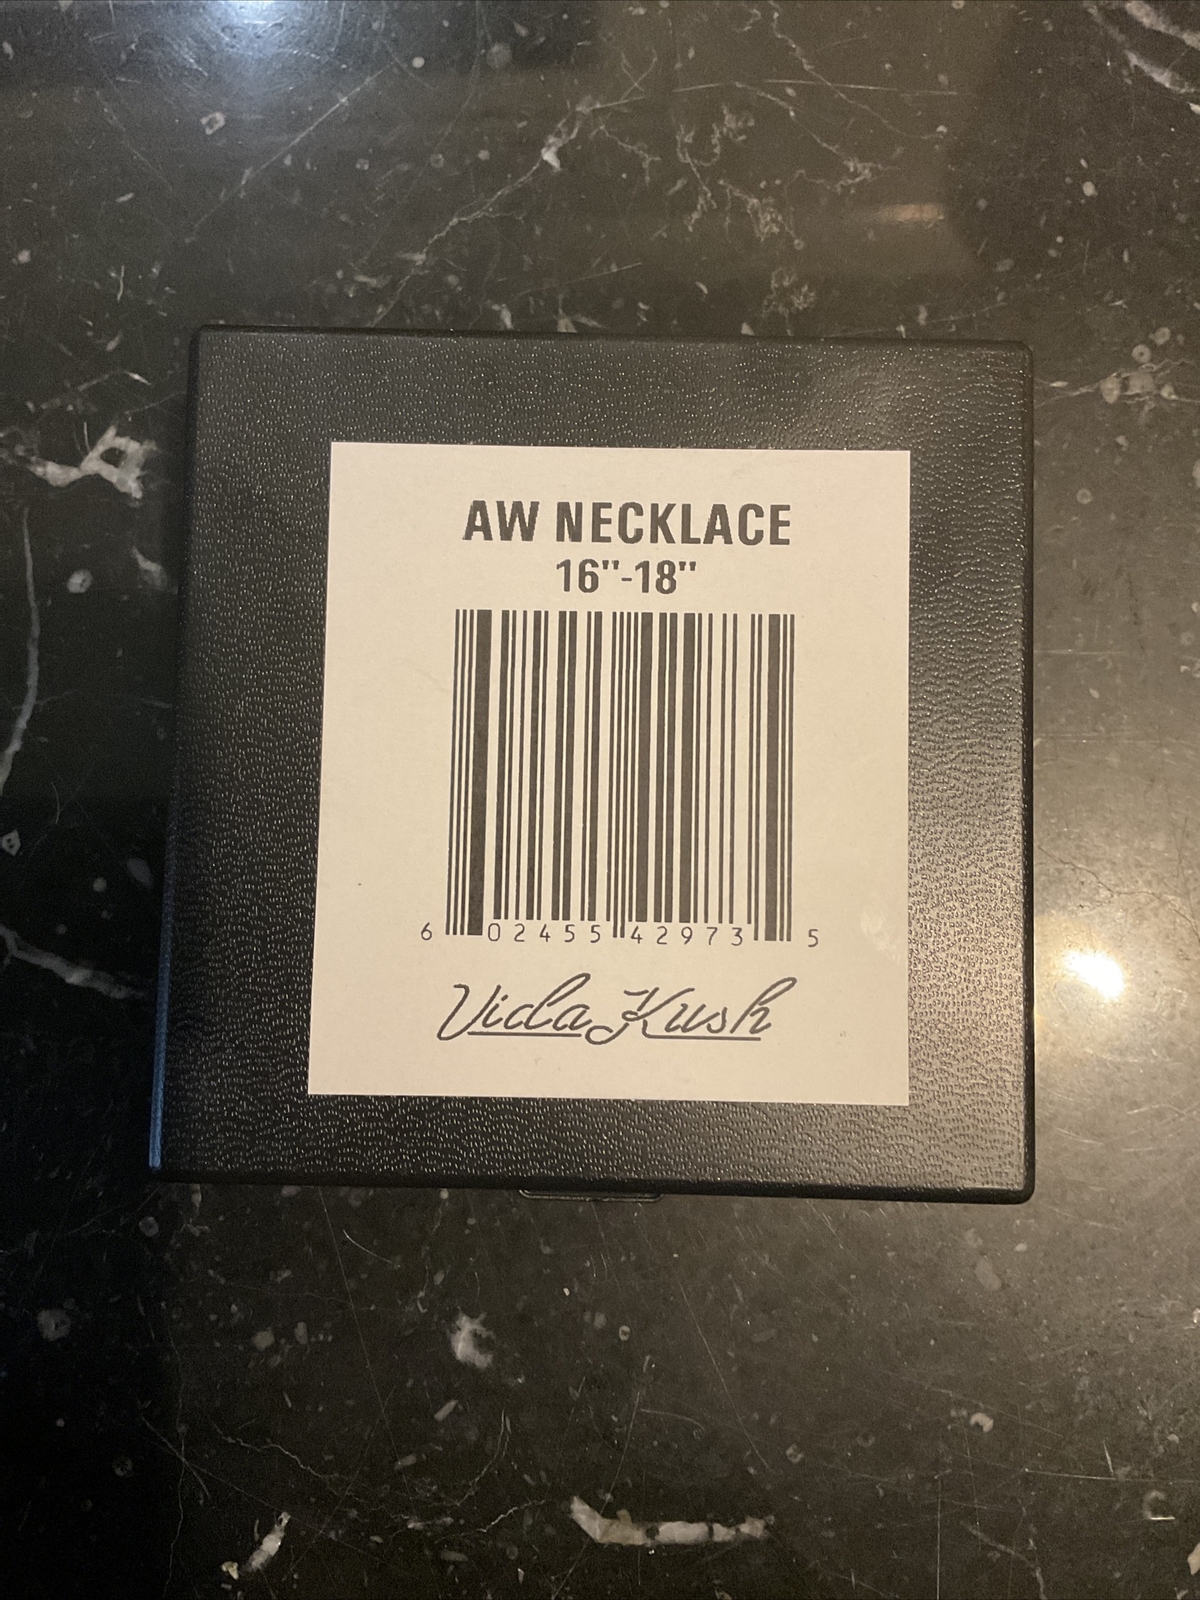 AW NECKLACE
16"-18"
6 02455 42973 5
Vida Kush